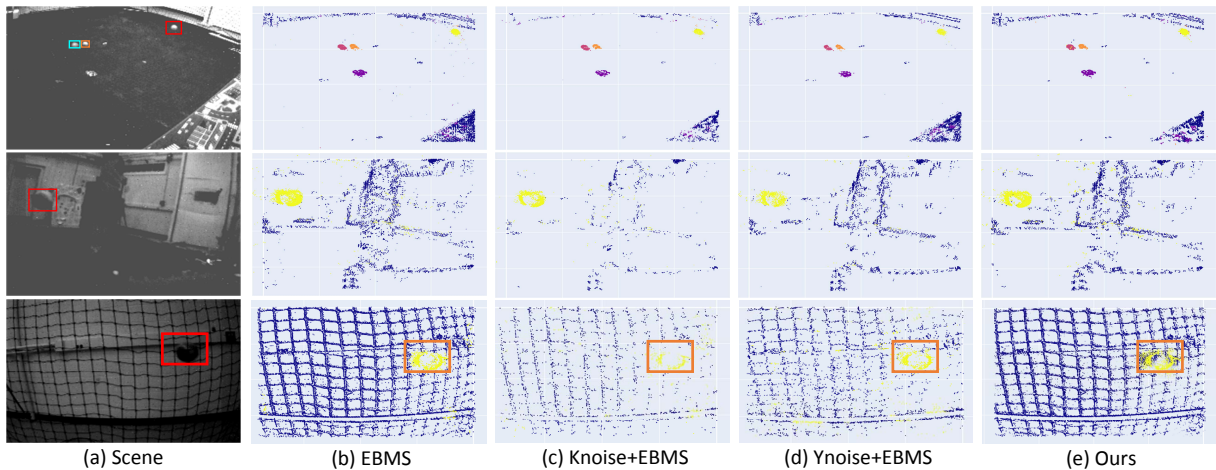 (a) Scene
(b) EBMS
(c) Knoise+EBMS
(d) Ynoise+EBMS
(e) Ours